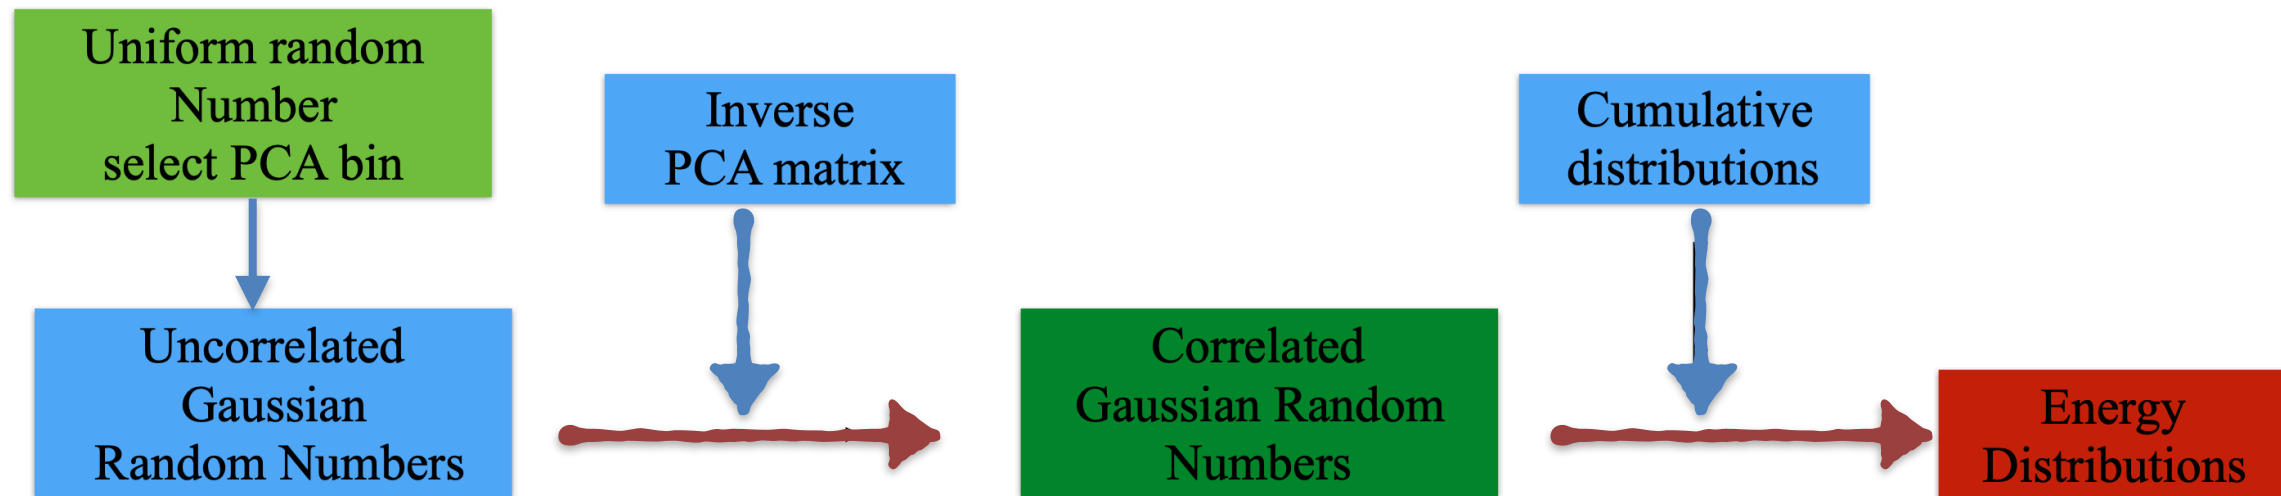 Uniform random
Number
select PCA bin
Inverse
PCA matrix
Cumulative
distributions
Uncorrelated
Gaussian
Random Numbers
Correlated
Gaussian Random
Numbers
Energy
Distributions